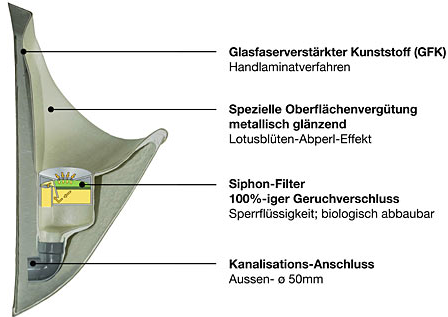 Glasfaserverstärkter Kunststoff (GFK)
Handlaminatverfahren
Spezielle Oberflächenvergütung
metallisch glänzend
Lotusblüten-Abperl-Effekt
Siphon-Filter
100%-iger Geruchverschluss
Sperrflüssigkeit; biologisch abbaubar
Kanalisations-Anschluss
Aussen- ø 50mm